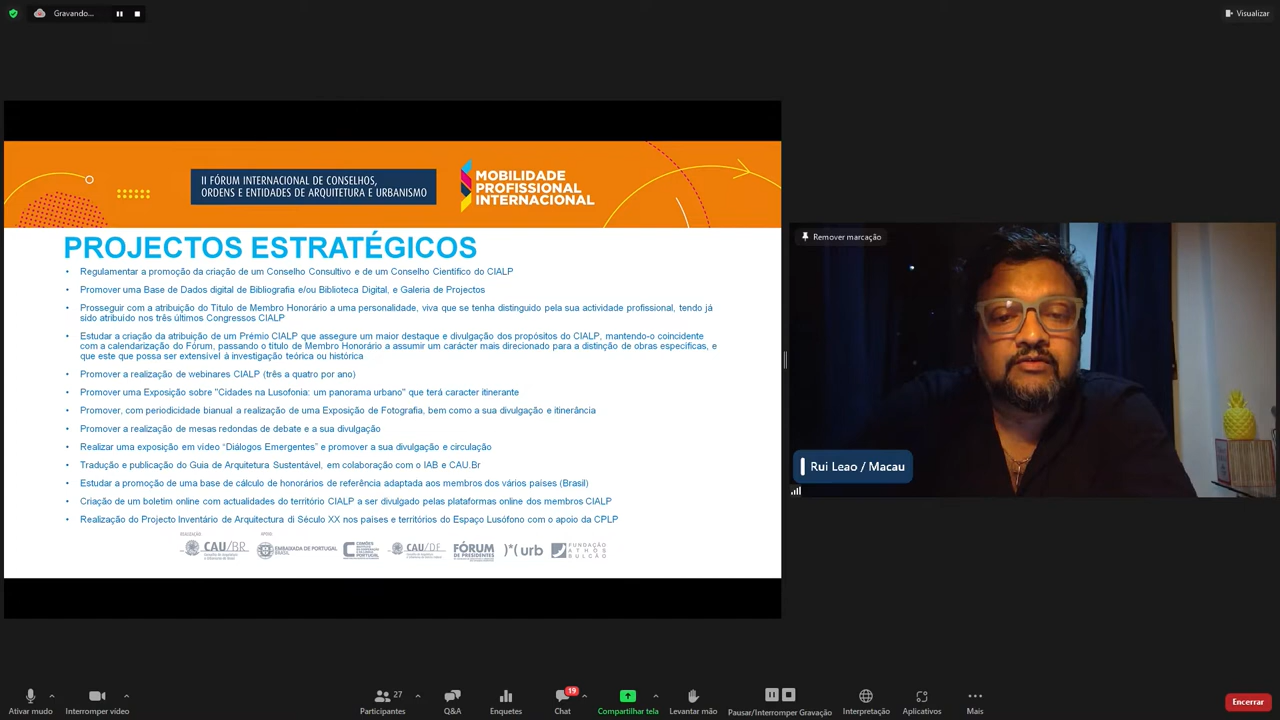 Gravando...
Visualizar
II FÓRUM INTERNACIONAL DE CONSELHOS,
ORDENS E ENTIDADES DE ARQUITETURA E URBANISMO
MOBILIDADE
PROFISSIONAL
INTERNACIONAL
PROJECTOS ESTRATÉGICOS
• Regulamentar a promoção da criação de um Conselho Consultivo e de um Conselho Científico do CIALP
• Promover uma Base de Dados digital de Bibliografia e/ou Biblioteca Digital, e Galeria de Projectos
• Prosseguir com a atribuição do Titulo de Membro Honorário a uma personalidade, viva que se tenha distinguido pela sua actividade profissional, tendo já
sido atribuído nos três últimos Congressos CIALP
• Estudar a criação da atribuição de um Prémio CIALP que assegure um maior destaque e divulgação dos propósitos do CIALP, mantendo-o coincidente
com a calendarização do Fórum, passando o titulo de Membro Honorário a assumir um carácter mais direcionado para a distinção de obras específicas, e
que este que possa ser extensível à investigação teórica ou histórica
• Promover a realização de webinares CIALP (três a quatro por ano)
• Promover uma Exposição sobre "Cidades na Lusofonia: um panorama urbano" que terá caracter itinerante
• Promover, com periodicidade bianual a realização de uma Exposição de Fotografia, bem como a sua divulgação e itinerância
• Promover a realização de mesas redondas de debate e a sua divulgação
• Realizar uma exposição em vídeo “Diálogos Emergentes” e promover a sua divulgação e circulação
• Tradução e publicação do Guia de Arquitetura Sustentável, em colaboração com o IAB e CAU.Br
• Estudar a promoção de uma base de cálculo de honorários de referência adaptada aos membros dos vários países (Brasil)
• Criação de um boletim online com actualidades do território CIALP a ser divulgado pelas plataformas online dos membros CIALP
• Realização do Projecto Inventário de Arquitectura di Século XX nos países e territórios do Espaço Lusófono com o apoio da CPLP
REALIZAÇÃO
APOIO
CAU/BR
EMBAIXADA DE PORTUGAL
BRASIL
CAU/DF
FÓRUM
DE PRESIDENTES
)*(urb
FUNDAÇÃO
ATHOS
BULCÃO
Remover marcação
Rui Leao / Macau
Ativar mudo
Interromper vídeo
27
Participantes
Q&A
Enquetes
19
Chat
Compartilhar tela
Levantar mão
Pausar/Interromper Gravação
Interpretação
Aplicativos
Mais
Encerrar